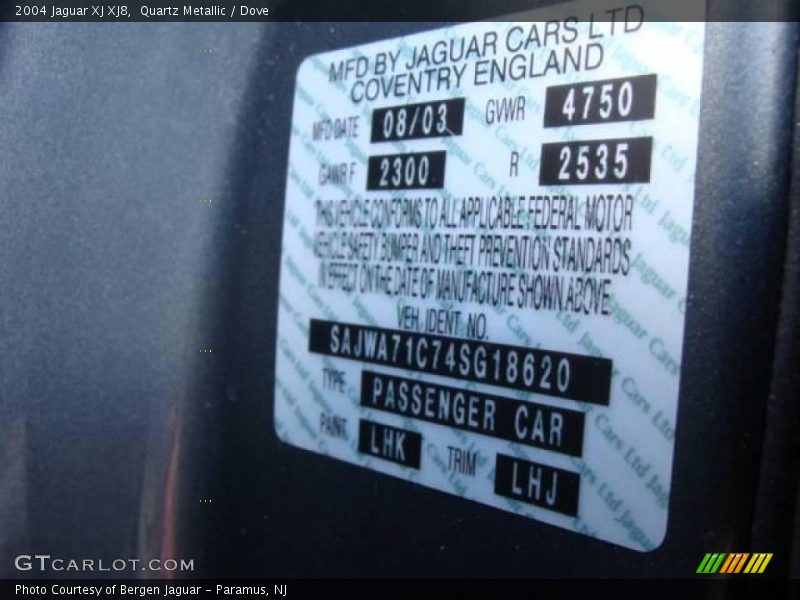 2004 Jaguar XJ XJ8, Quartz Metallic / Dove
MFD BY JAGUAR CARS LTD
COVENTRY ENGLAND
MFD DATE 08/03 GVWR 4750
GAWR F 2300 R 2535
THIS VEHICLE CONFORMS TO ALL APPLICABLE FEDERAL MOTOR
VEHICLE SAFETY BUMPER AND THEFT PREVENTION STANDARDS
IN EFFECT ON THE DATE OF MANUFACTURE SHOWN ABOVE
VEH. IDENT. NO.
SAJWA71C74SG18620
TYPE PASSENGER CAR
PAINT LHK TRIM LHJ
GTCARLOT.COM
Photo Courtesy of Bergen Jaguar - Paramus, NJ